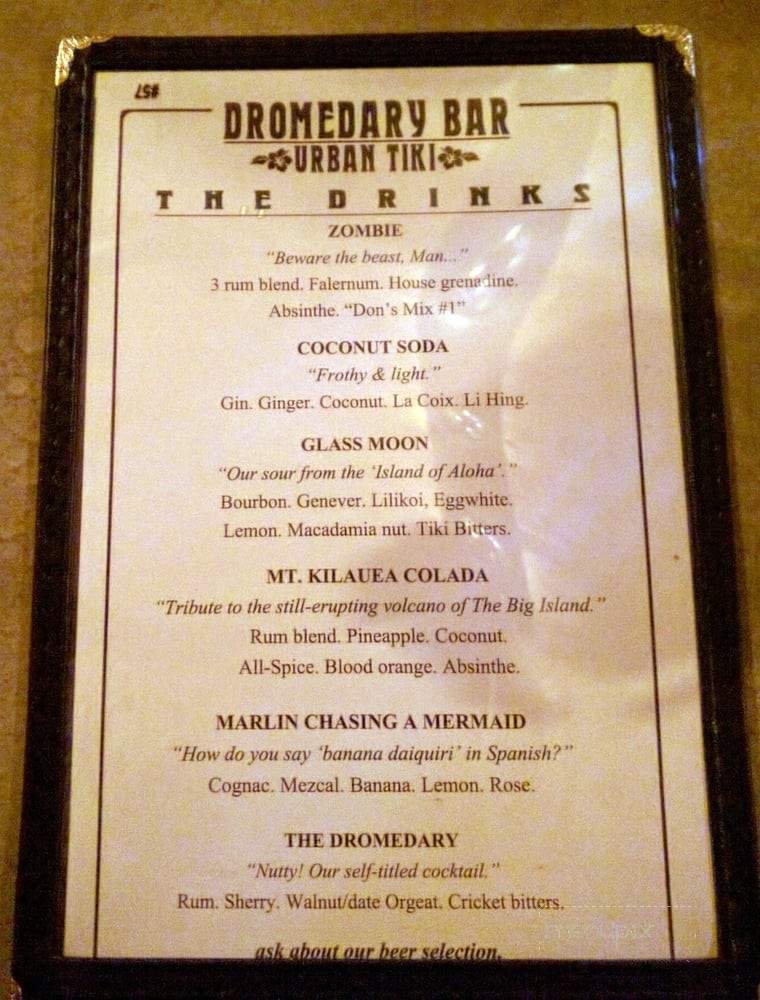 #57
DROMEDARY BAR
URBAN TIKI
THE DRINKS
ZOMBIE
"Beware the beast, Man..."
3 rum blend. Falernum. House grenadine.
Absinthe. "Don's Mix #1"
COCONUT SODA
"Frothy & light."
Gin. Ginger. Coconut. La Coix. Li Hing.
GLASS MOON
"Our sour from the 'Island of Aloha'."
Bourbon. Genever. Lilikoi, Eggwhite.
Lemon. Macadamia nut. Tiki Bitters.
MT. KILAUEA COLADA
"Tribute to the still-erupting volcano of The Big Island."
Rum blend. Pineapple. Coconut.
All-Spice. Blood orange. Absinthe.
MARLIN CHASING A MERMAID
"How do you say 'banana daiquiri' in Spanish?"
Cognac. Mezcal. Banana. Lemon. Rose.
THE DROMEDARY
"Nutty! Our self-titled cocktail."
Rum. Sherry. Walnut/date Orgeat. Cricket bitters.
ask about our beer selection.